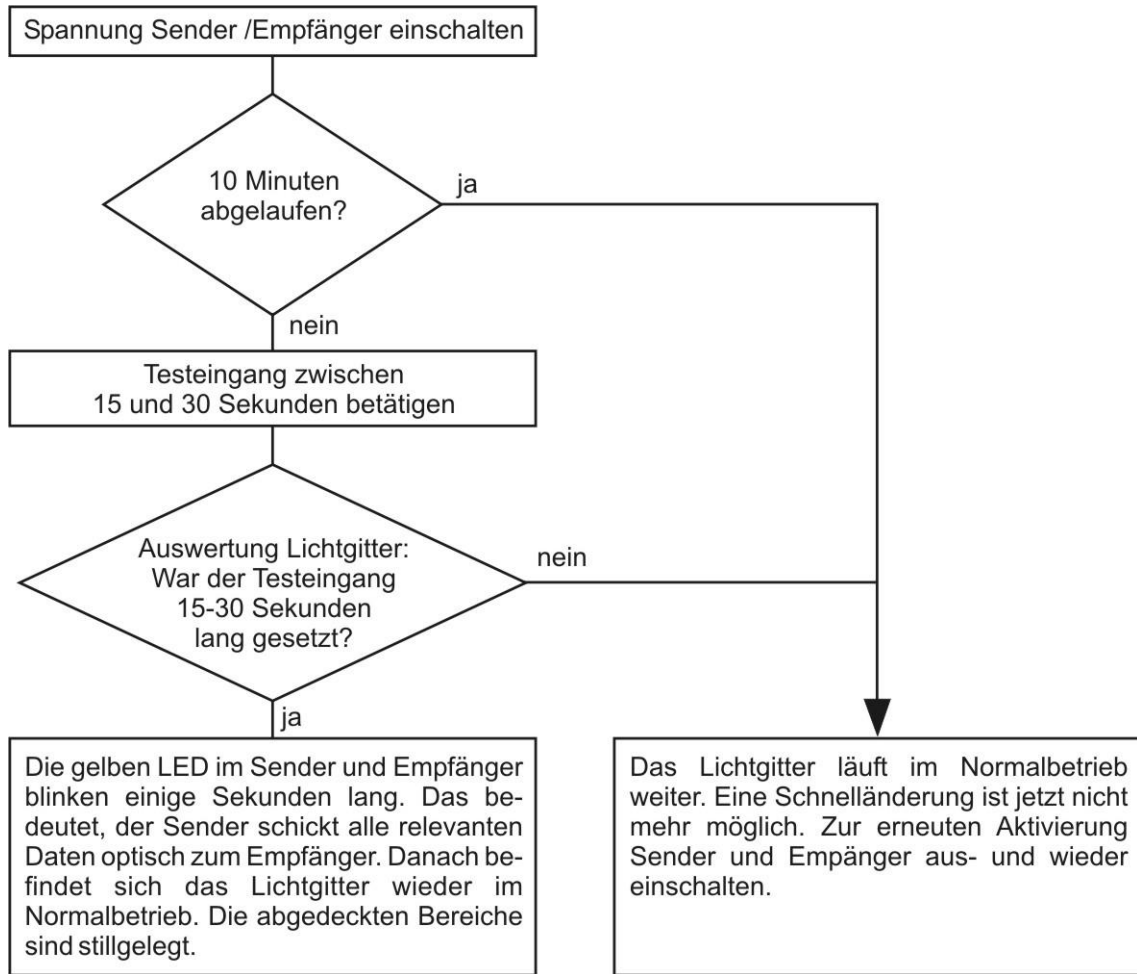 Spannung Sender /Empfänger einschalten
10 Minuten
abgelaufen?
ja
nein
Testeingang zwischen
15 und 30 Sekunden betätigen
Auswertung Lichtgitter:
War der Testeingang
15-30 Sekunden
lang gesetzt?
nein
ja
Die gelben LED im Sender und Empfänger
blinken einige Sekunden lang. Das be-
deutet, der Sender schickt alle relevanten
Daten optisch zum Empfänger. Danach be-
findet sich das Lichtgitter wieder im
Normalbetrieb. Die abgedeckten Bereiche
sind stillgelegt.
Das Lichtgitter läuft im Normalbetrieb
weiter. Eine Schnelländerung ist jetzt nicht
mehr möglich. Zur erneuten Aktivierung
Sender und Empänger aus- und wieder
einschalten.